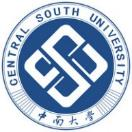 CENTRAL SOUTH UNIVERSITY
中南大学